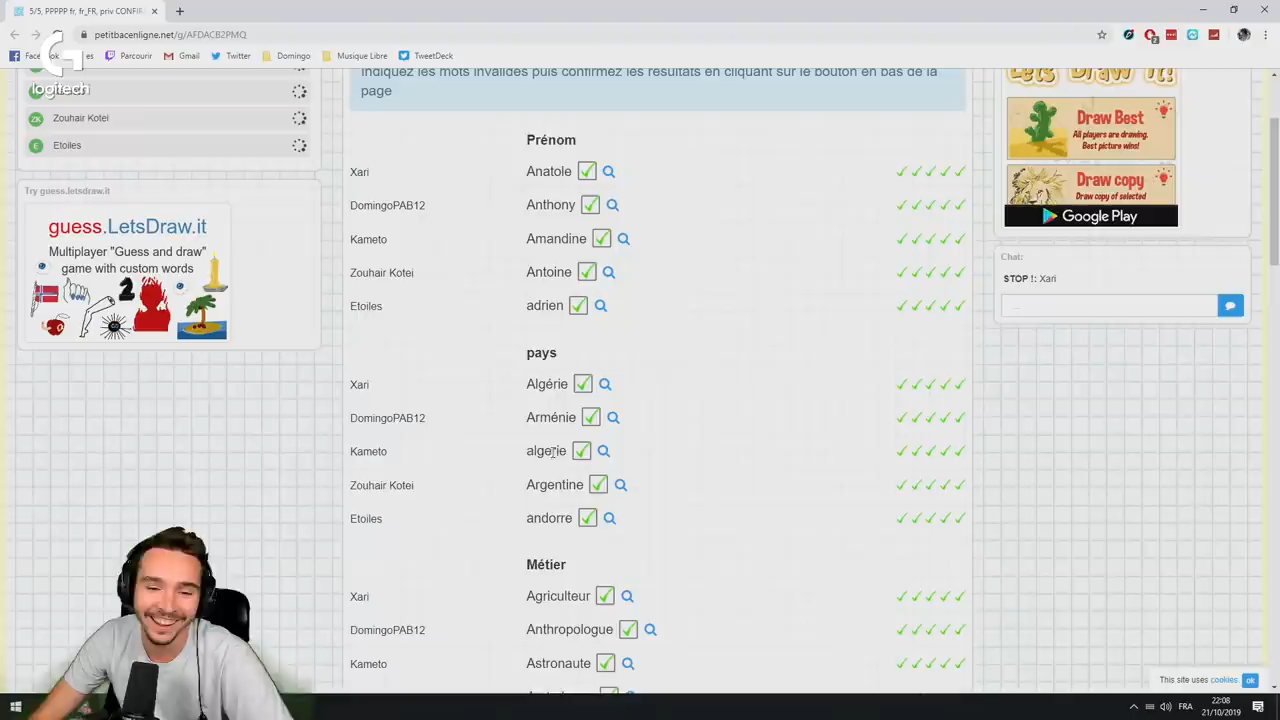 5/5, PPPPP fr, fr_FR, priv CONFIR
petitbacenligne.net/g/AFDACB2PMQ
Parcourir
Gmail
Twitter
Domingo
Musique Libre
TweetDeck
logitech
Zouhair Kotei
Etoiles
Try guess.letsdraw.it
guess.LetsDraw.it
Multiplayer "Guess and draw"
game with custom words
Indiquez les mots invalides puis confirmez les résultats en cliquant sur le bouton en bas de la
page
Prénom
Xari Anatole
DomingoPAB12 Anthony
Kameto Amandine
Zouhair Kotei Antoine
Etoiles adrien
pays
Xari Algérie
DomingoPAB12 Arménie
Kameto algerie
Zouhair Kotei Argentine
Etoiles andorre
Métier
Xari Agriculteur
DomingoPAB12 Anthropologue
Kameto Astronaute
Lets Draw It!
Draw Best
All players are drawing.
Best picture wins!
Draw copy
Draw copy of selected
Google Play
Chat:
STOP !: Xari
This site uses cookies. ok
FRA
22:08
21/10/2019